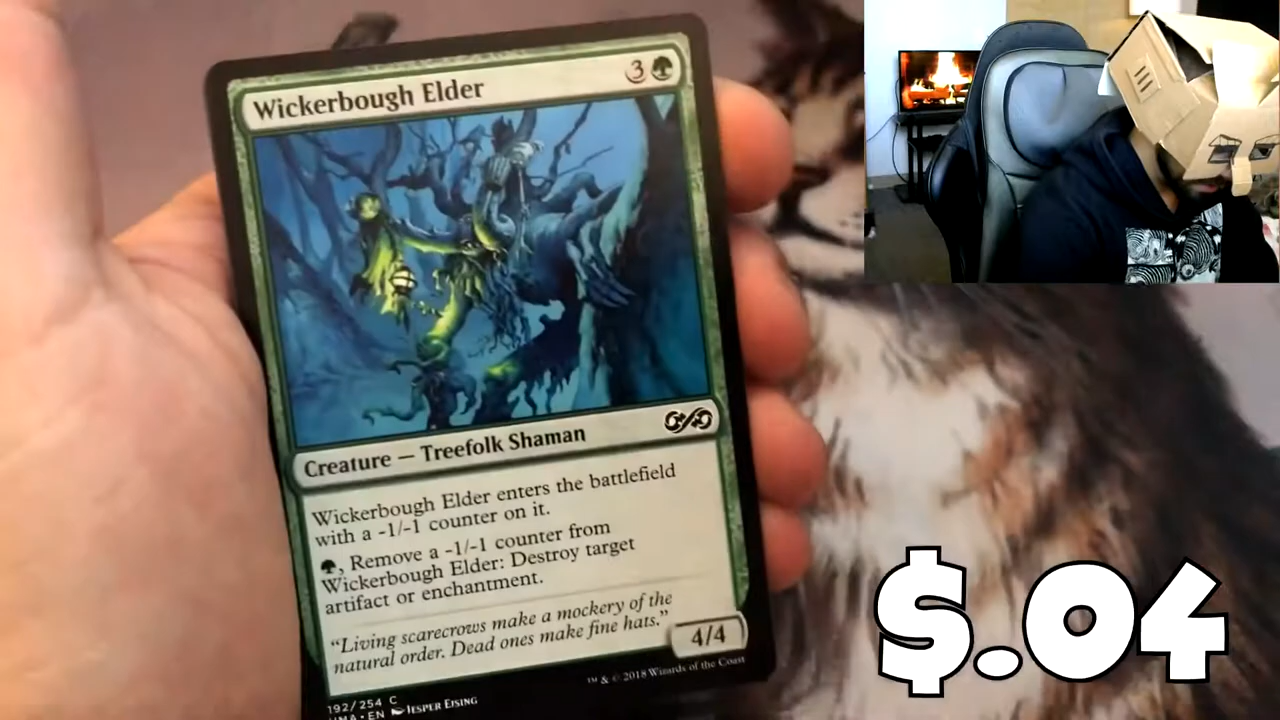 Wickerbough Elder 3
Creature — Treefolk Shaman
Wickerbough Elder enters the battlefield
with a -1/-1 counter on it.
, Remove a -1/-1 counter from
Wickerbough Elder: Destroy target
artifact or enchantment.
“Living scarecrows make a mockery of the
natural order. Dead ones make fine hats.”
4/4
™ & © 2018 Wizards of the Coast
192/254 C
UMA • EN JESPER EISING
$.04